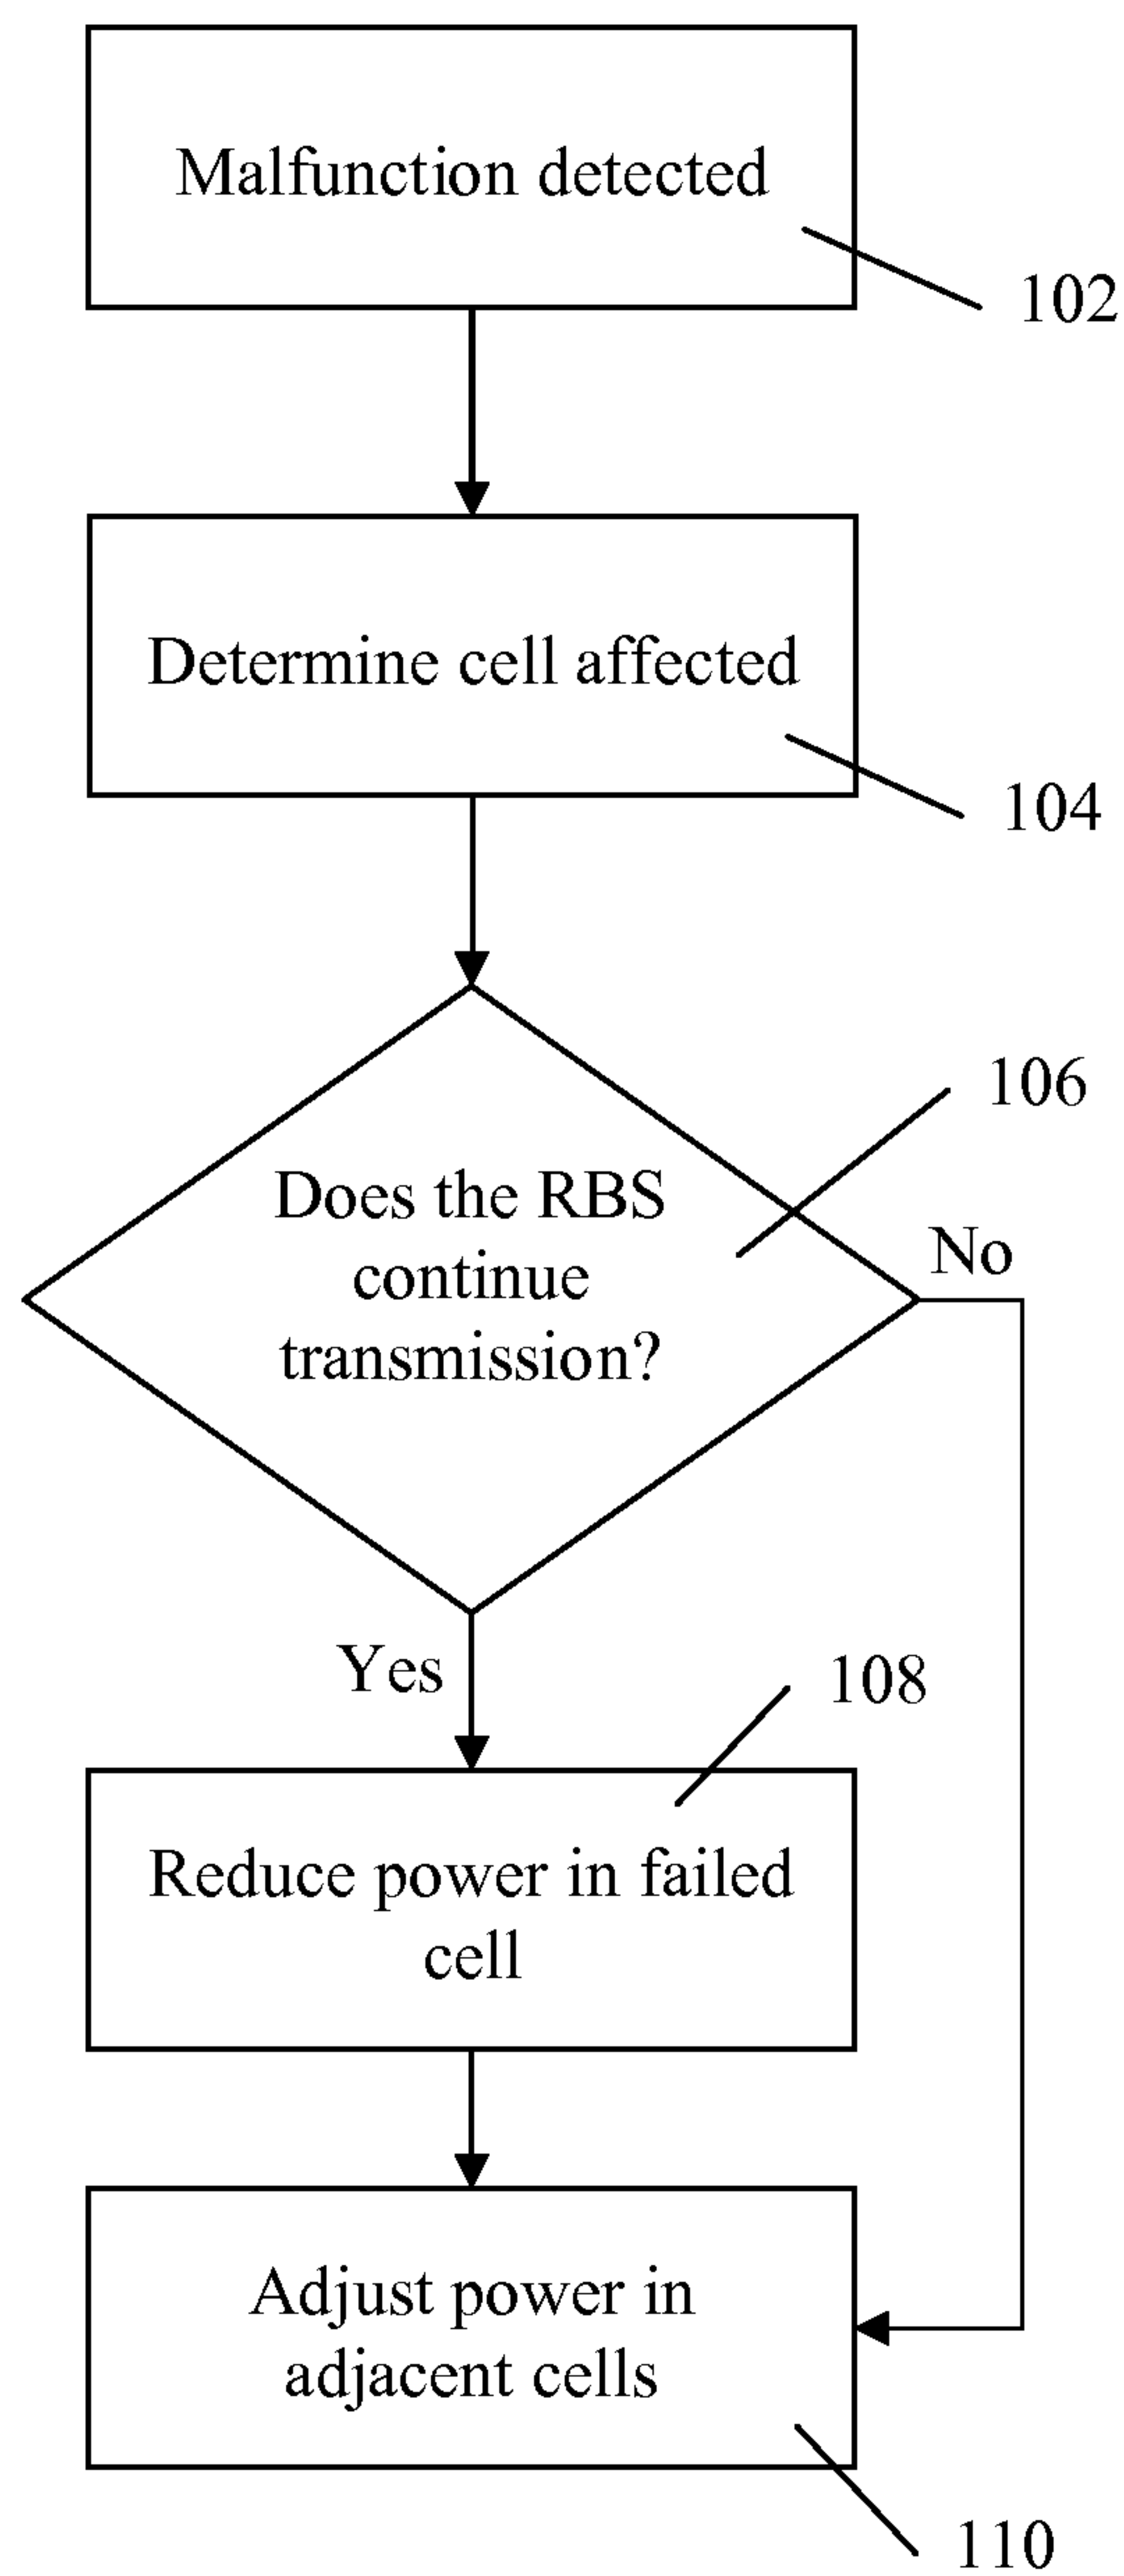 Malfunction detected
102
Determine cell affected
104
106
Does the RBS
continue
transmission?
No
Yes
108
Reduce power in failed
cell
Adjust power in
adjacent cells
110